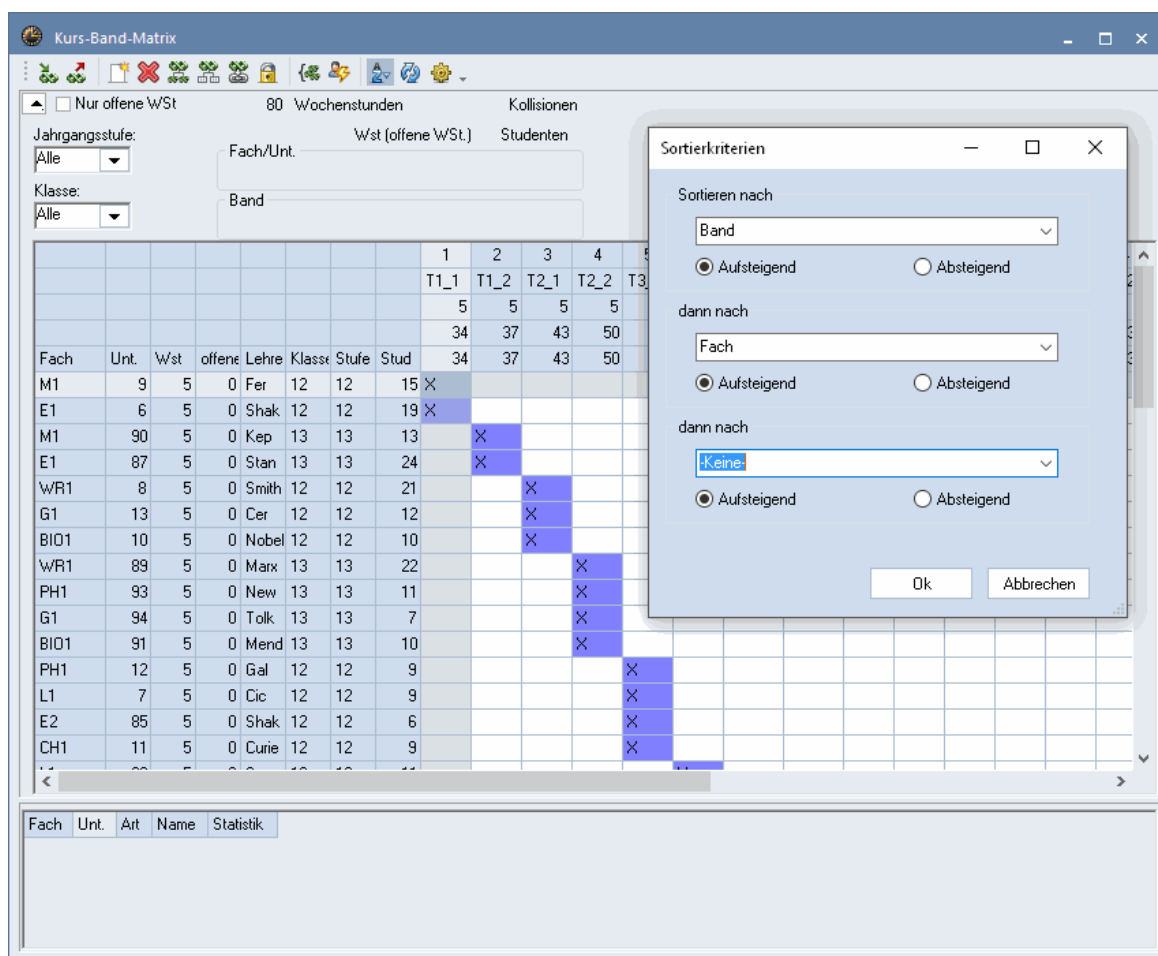 Kurs-Band-Matrix
Nur offene WSt 80 Wochenstunden Kollisionen
Jahrgangsstufe: Wst (offene WSt.) Studenten
Alle Fach/Unt.
Klasse:
Alle Band
1 2 3 4
T1_1 T1_2 T2_1 T2_2
5 5 5 5
34 37 43 50
Fach Unt. Wst offene Lehre Klasse Stufe Stud 34 37 43 50
M1 9 5 0 Fer 12 12 15 X
E1 6 5 0 Shak 12 12 19 X
M1 90 5 0 Kep 13 13 13 X
E1 87 5 0 Stan 13 13 24 X
WR1 8 5 0 Smith 12 12 21 X
G1 13 5 0 Cer 12 12 12 X
BIO1 10 5 0 Nobel 12 12 10 X
WR1 89 5 0 Marx 13 13 22 X
PH1 93 5 0 New 13 13 11 X
G1 94 5 0 Tolk 13 13 7 X
BIO1 91 5 0 Mend 13 13 10 X
PH1 12 5 0 Gal 12 12 9 X
L1 7 5 0 Cic 12 12 9 X
E2 85 5 0 Shak 12 12 6 X
CH1 11 5 0 Curie 12 12 9 X
Sortierkriterien
Sortieren nach
Band
Aufsteigend Absteigend
dann nach
Fach
Aufsteigend Absteigend
dann nach
-Keine-
Aufsteigend Absteigend
Ok Abbrechen
Fach Unt. Art Name Statistik